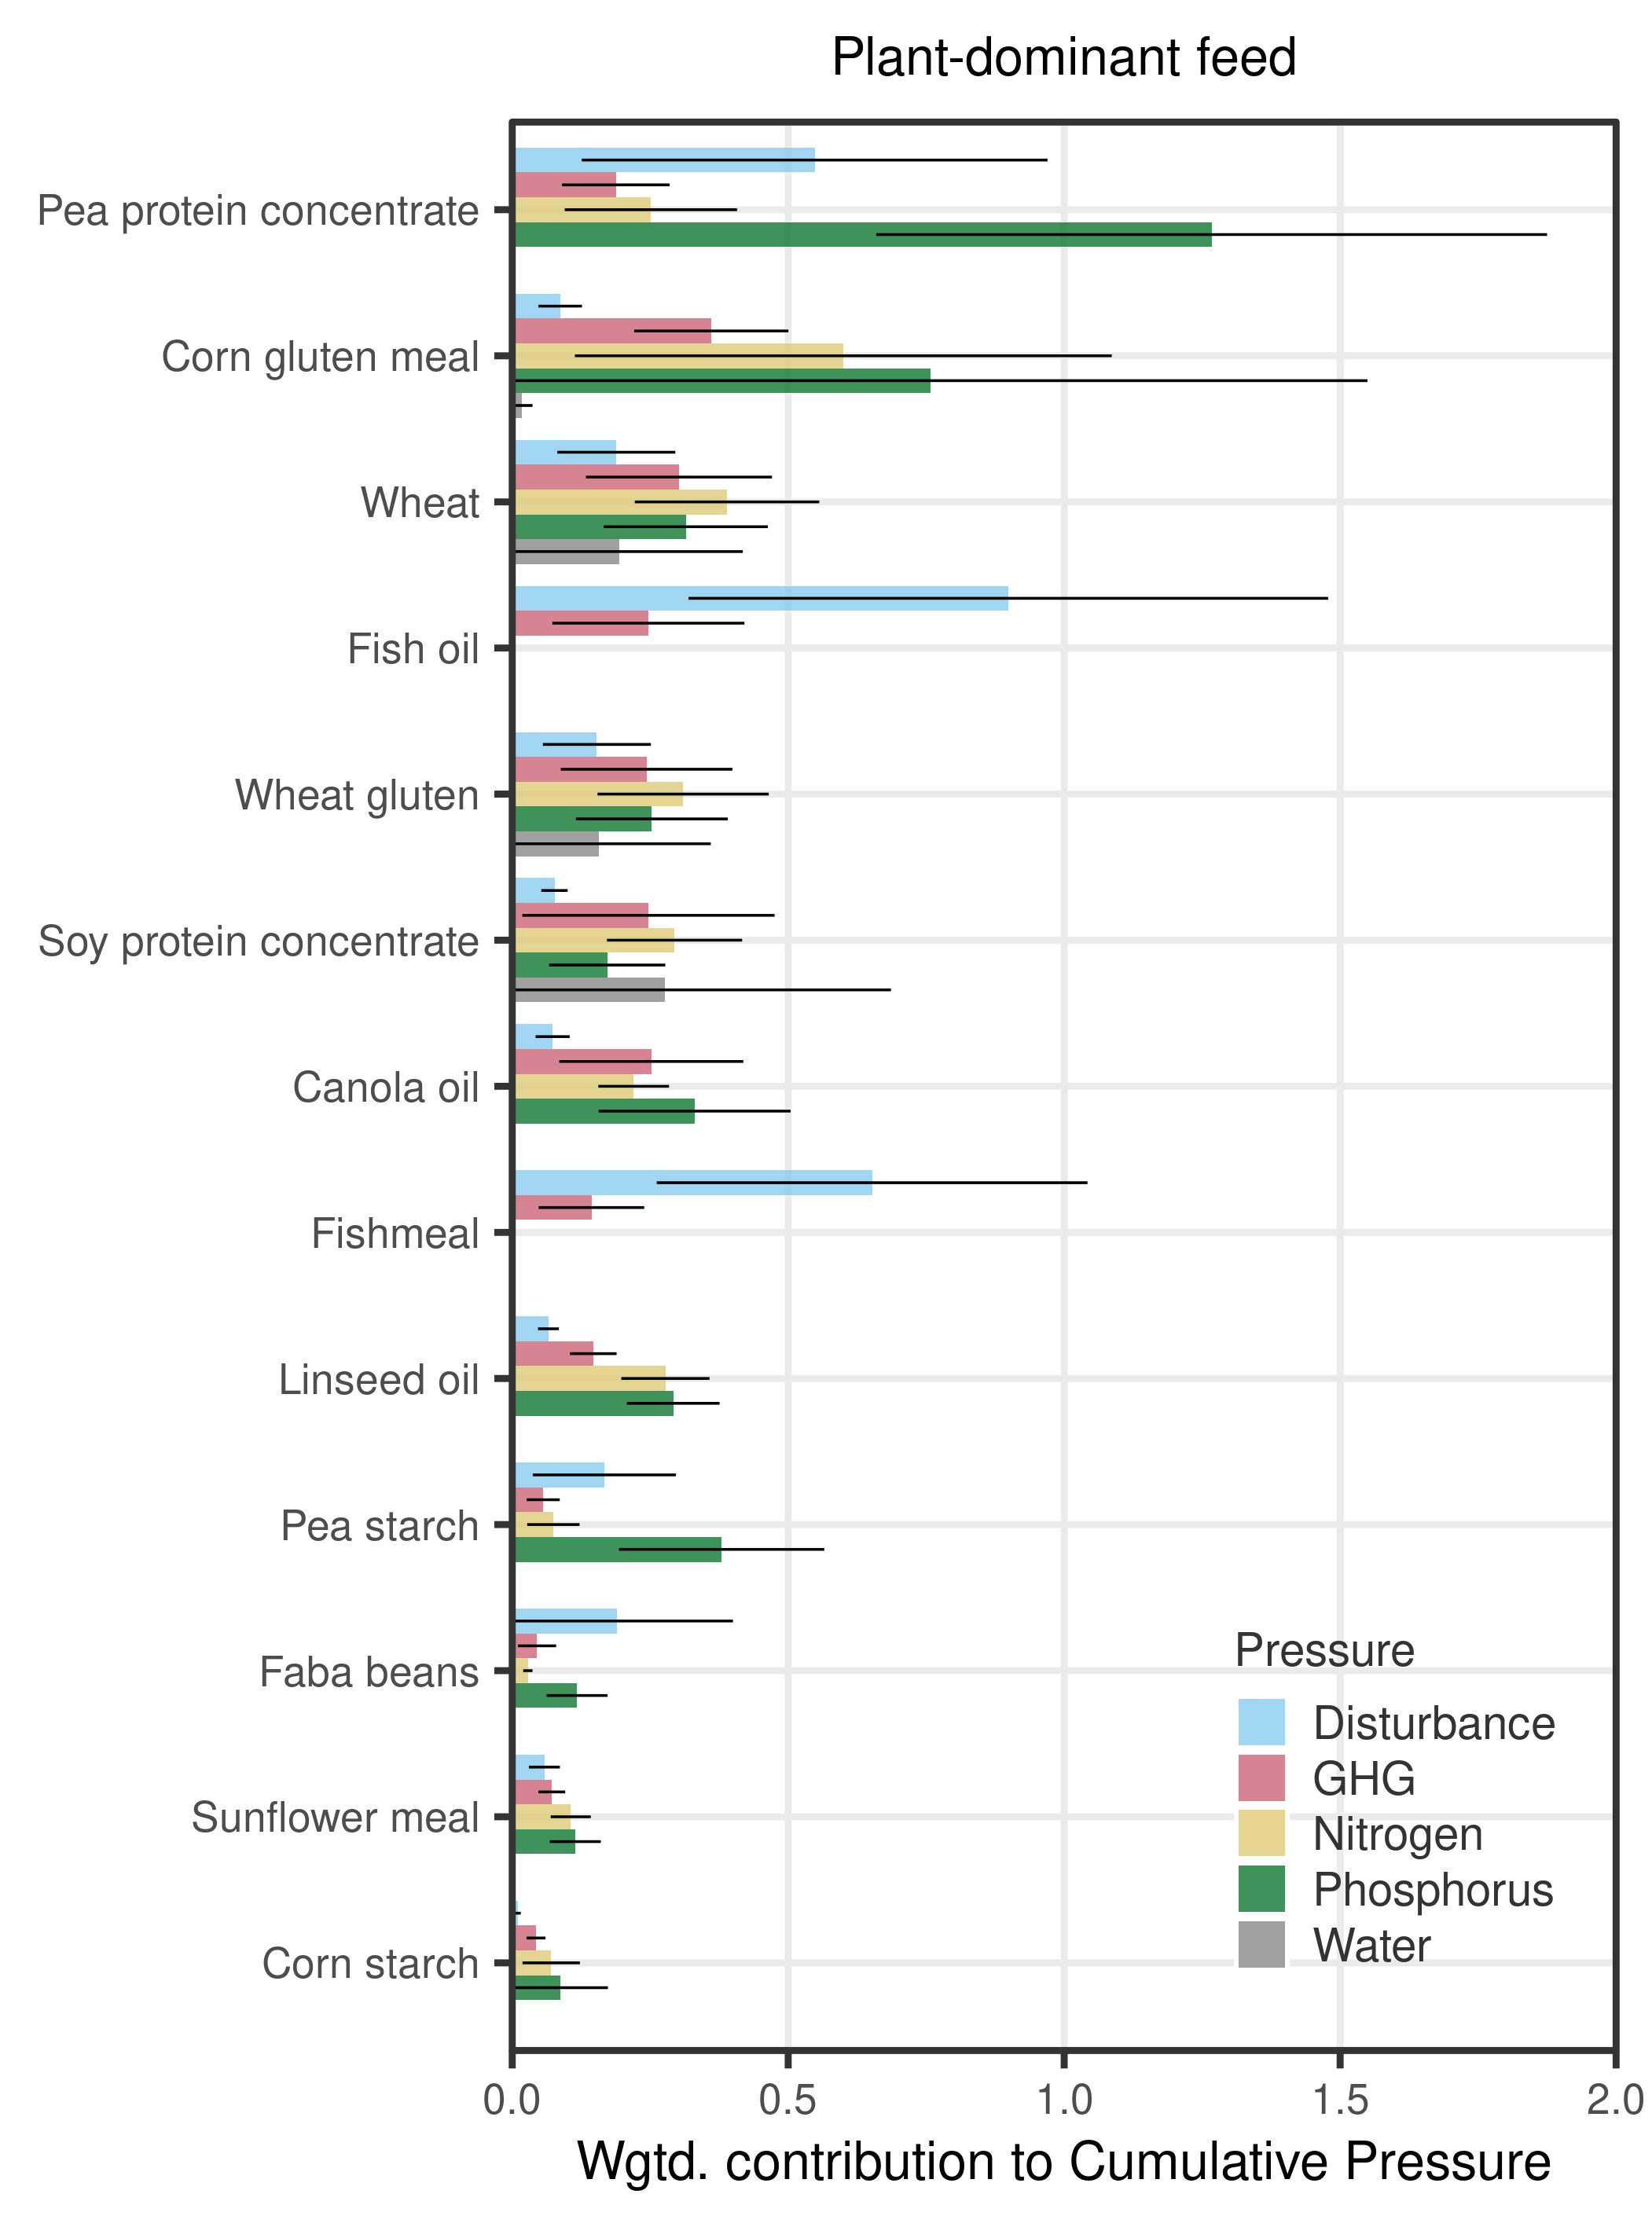 Plant-dominant feed
Pea protein concentrate
Corn gluten meal
Wheat
Fish oil
Wheat gluten
Soy protein concentrate
Canola oil
Fishmeal
Linseed oil
Pea starch
Faba beans
Sunflower meal
Corn starch
Pressure
Disturbance
GHG
Nitrogen
Phosphorus
Water
0.0 0.5 1.0 1.5 2.0
Wgtd. contribution to Cumulative Pressure